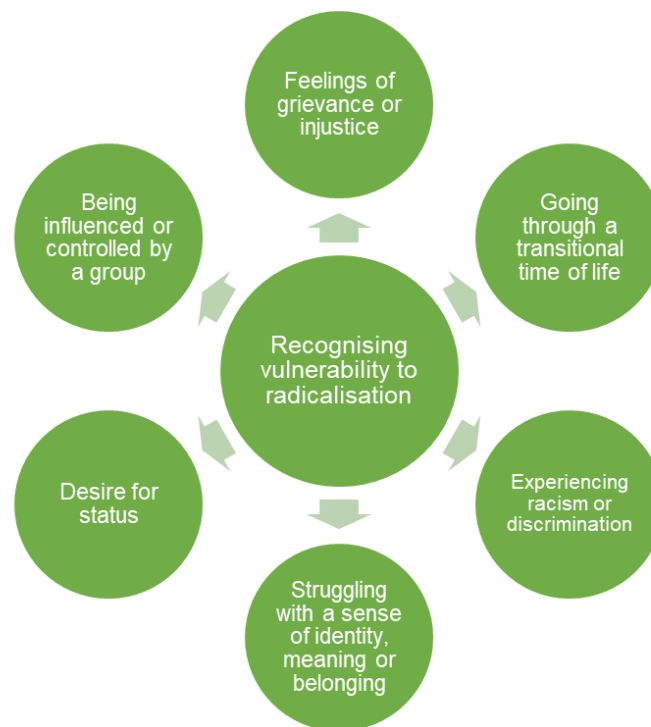 Feelings of
grievance or
injustice
Going
through a
transitional
time of life
Experiencing
racism or
discrimination
Struggling
with a sense
of identity,
meaning or
belonging
Desire for
status
Being
influenced or
controlled by
a group
Recognising
vulnerability to
radicalisation